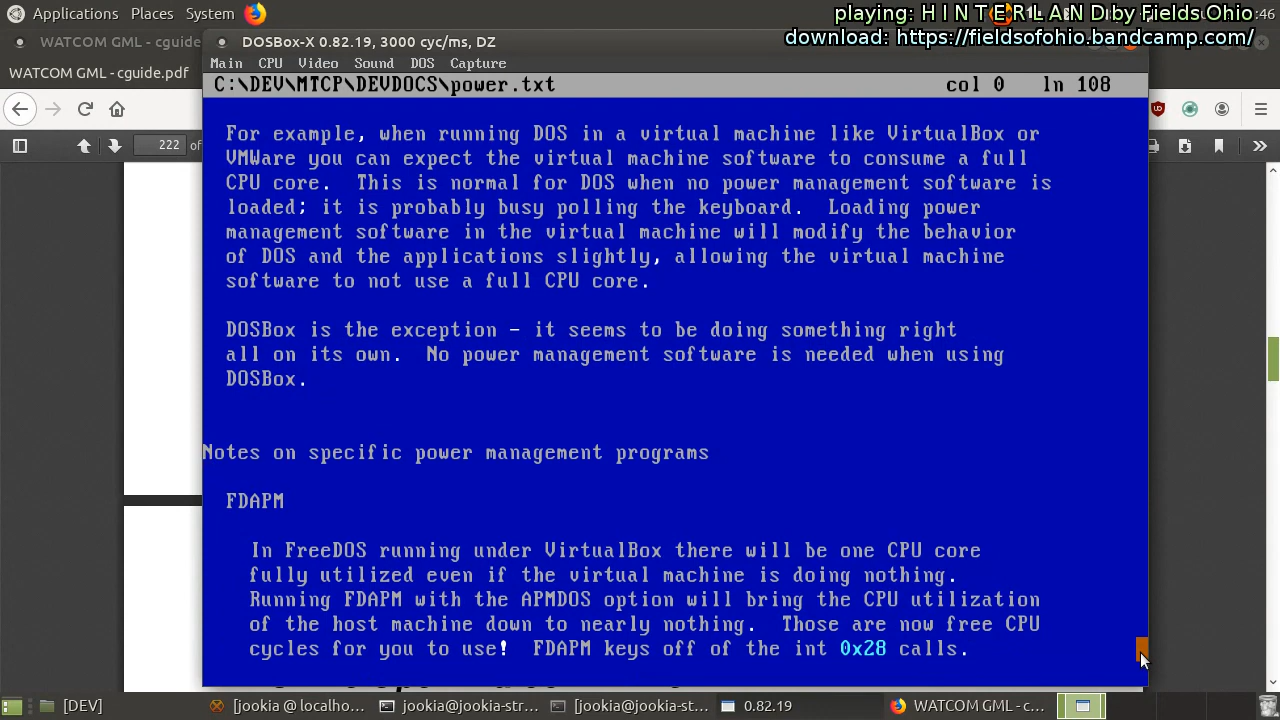 Applications Places System
:46
playing: H I N T E R L A N D by Fields Ohio
download: https://fieldsofohio.bandcamp.com/
WATCOM GML - cguide
DOSBox-X 0.82.19, 3000 cyc/ms, DZ
Main CPU Video Sound DOS Capture
WATCOM GML - cguide.pdf
C:\DEV\MTCP\DEVDOCS\power.txt col 0 ln 108
222 of
For example, when running DOS in a virtual machine like VirtualBox or
VMWare you can expect the virtual machine software to consume a full
CPU core. This is normal for DOS when no power management software is
loaded; it is probably busy polling the keyboard. Loading power
management software in the virtual machine will modify the behavior
of DOS and the applications slightly, allowing the virtual machine
software to not use a full CPU core.
DOSBox is the exception - it seems to be doing something right
all on its own. No power management software is needed when using
DOSBox.
Notes on specific power management programs
FDAPM
In FreeDOS running under VirtualBox there will be one CPU core
fully utilized even if the virtual machine is doing nothing.
Running FDAPM with the APMDOS option will bring the CPU utilization
of the host machine down to nearly nothing. Those are now free CPU
cycles for you to use! FDAPM keys off of the int 0x28 calls.
[DEV] [jookia @ localho... jookia@jookia-str... [jookia@jookia-st... 0.82.19 WATCOM GML - c...